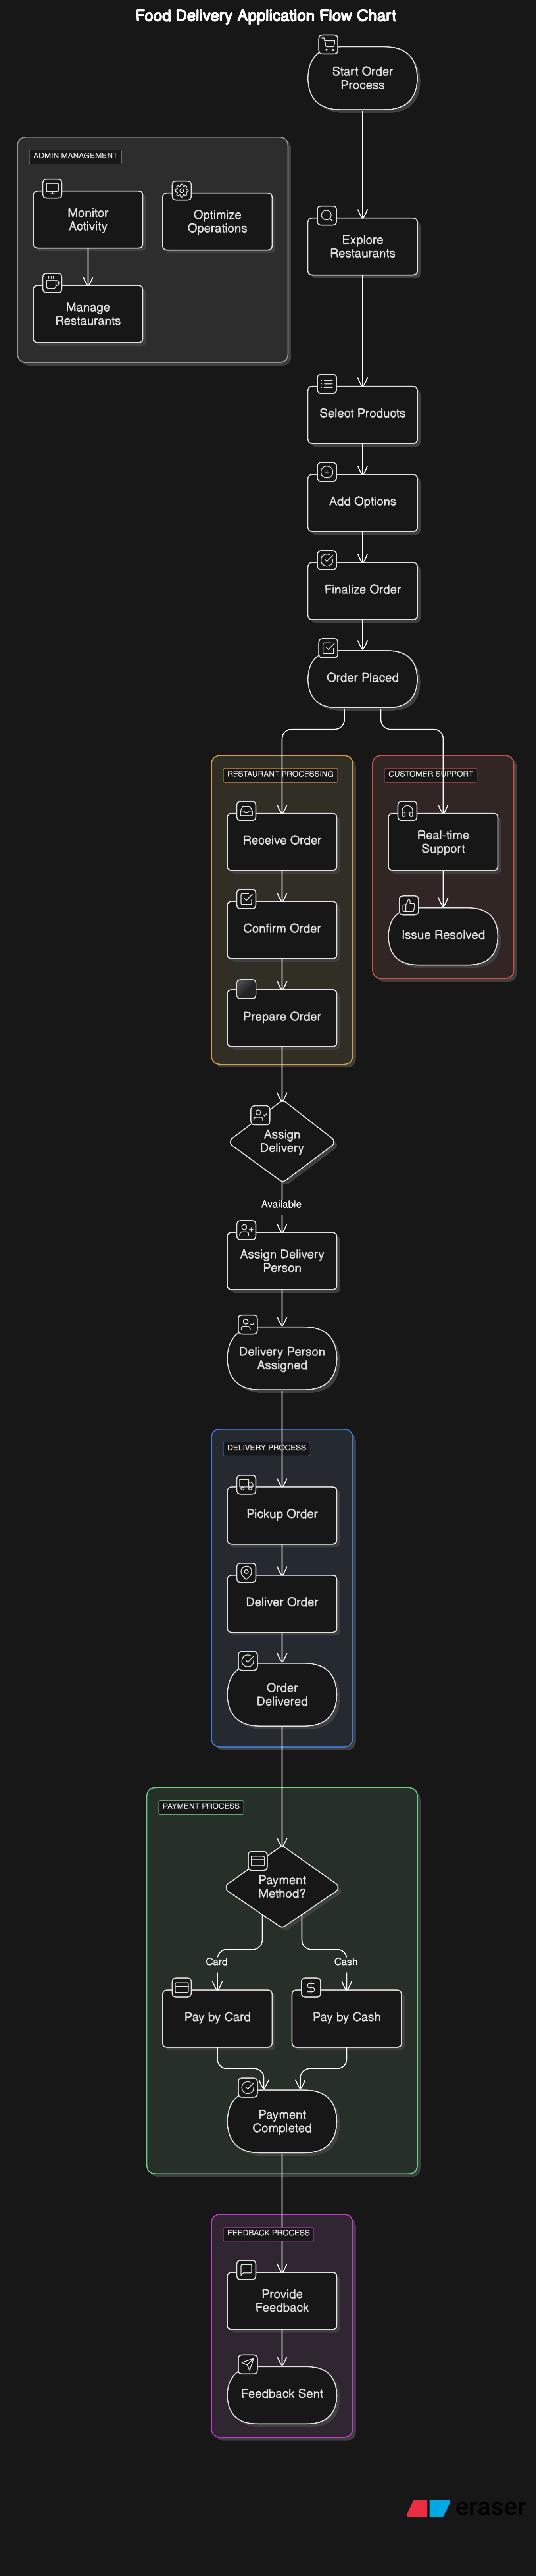 Food Delivery Application Flow Chart
Start Order
Process
ADMIN MANAGEMENT
Monitor
Activity
Optimize
Operations
Explore
Restaurants
Manage
Restaurants
Select Products
Add Options
Finalize Order
Order Placed
RESTAURANT PROCESSING
CUSTOMER SUPPORT
Receive Order
Real-time
Support
Confirm Order
Issue Resolved
Prepare Order
Assign
Delivery
Available
Assign Delivery
Person
Delivery Person
Assigned
DELIVERY PROCESS
Pickup Order
Deliver Order
Order
Delivered
PAYMENT PROCESS
Payment
Method?
Card
Cash
Pay by Card
Pay by Cash
Payment
Completed
FEEDBACK PROCESS
Provide
Feedback
Feedback Sent
eraser